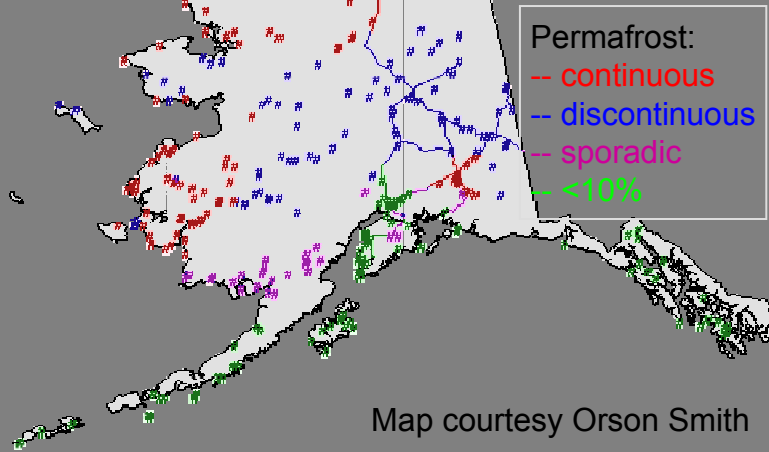 Permafrost:
-- continuous
-- discontinuous
-- sporadic
-- <10%
Map courtesy Orson Smith